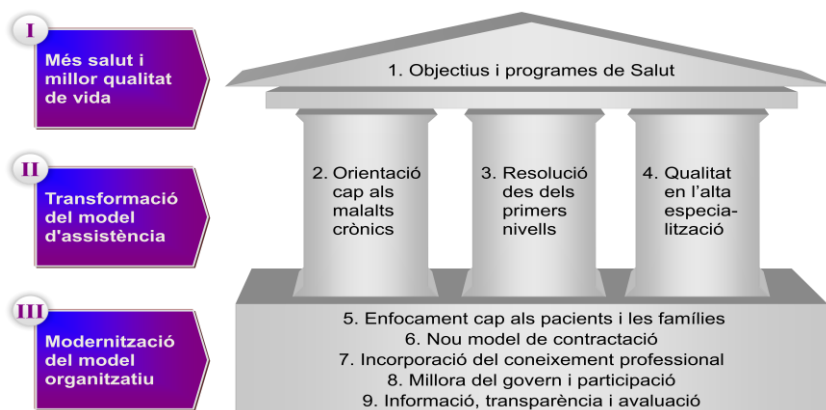 I
Més salut i
millor qualitat
de vida
1. Objectius i programes de Salut
II
Transformació
del model
d'assistència
2. Orientació
cap als
malalts
crònics
3. Resolució
des dels
primers
nivells
4. Qualitat
en l'alta
especia-
lització
III
Modernització
del model
organitzatiu
5. Enfocament cap als pacients i les famílies
6. Nou model de contractació
7. Incorporació del coneixement professional
8. Millora del govern i participació
9. Informació, transparència i avaluació